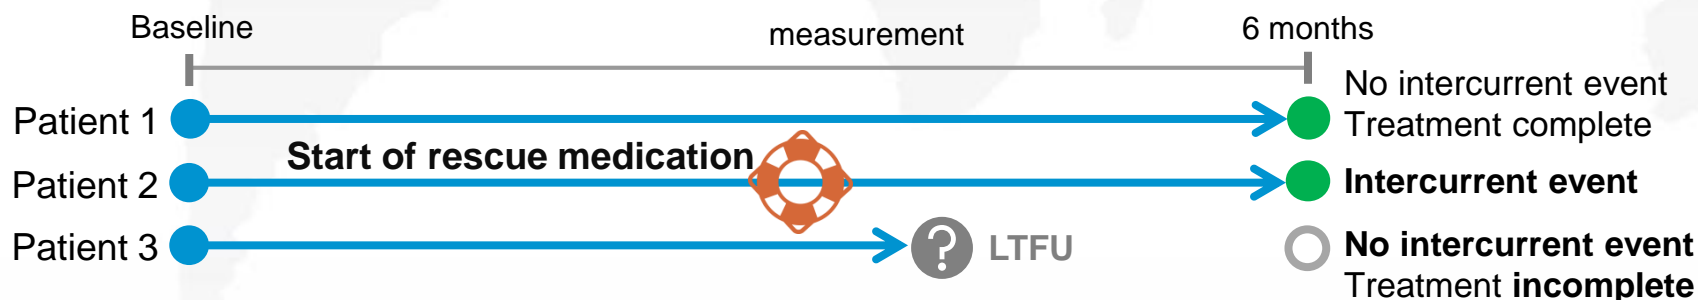 Baseline
measurement
6 months
Patient 1
No intercurrent event
Treatment complete
Start of rescue medication
Patient 2
Intercurrent event
Patient 3
?
LTFU
No intercurrent event
Treatment incomplete